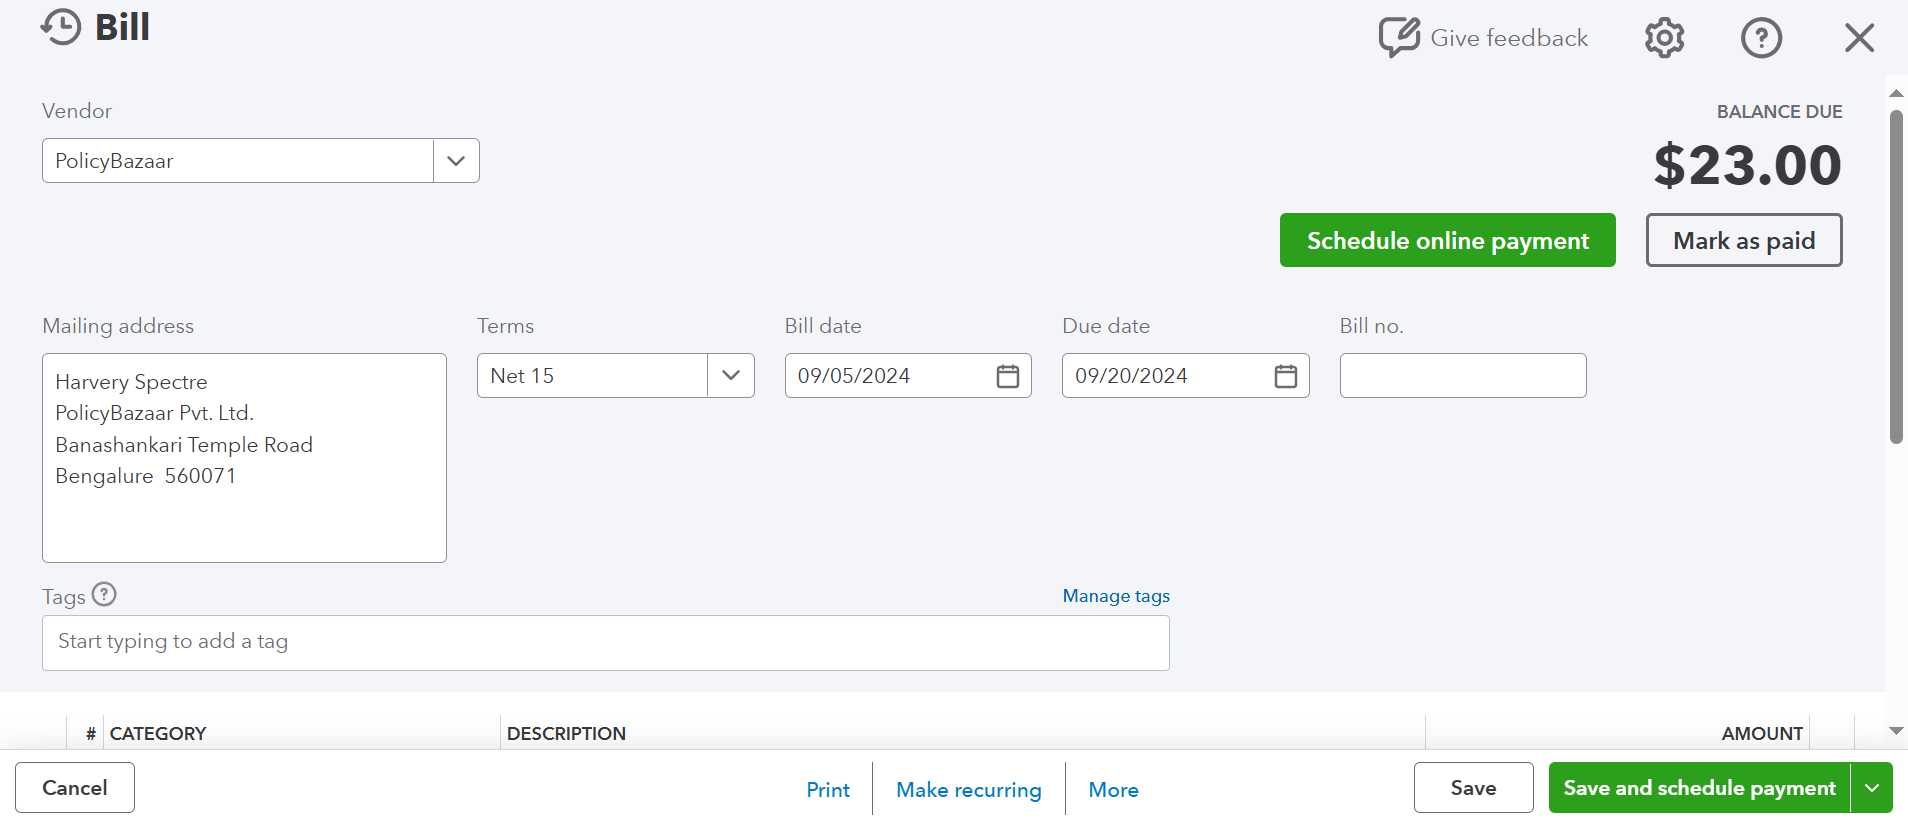 Bill
Give feedback
Vendor
BALANCE DUE
PolicyBazaar
$23.00
Schedule online payment
Mark as paid
Mailing address
Terms
Bill date
Due date
Bill no.
Harvery Spectre
PolicyBazaar Pvt. Ltd.
Banashankari Temple Road
Bengalure  560071
Net 15
09/05/2024
09/20/2024
Tags
Manage tags
Start typing to add a tag
# CATEGORY DESCRIPTION AMOUNT
Cancel
Print
Make recurring
More
Save
Save and schedule payment